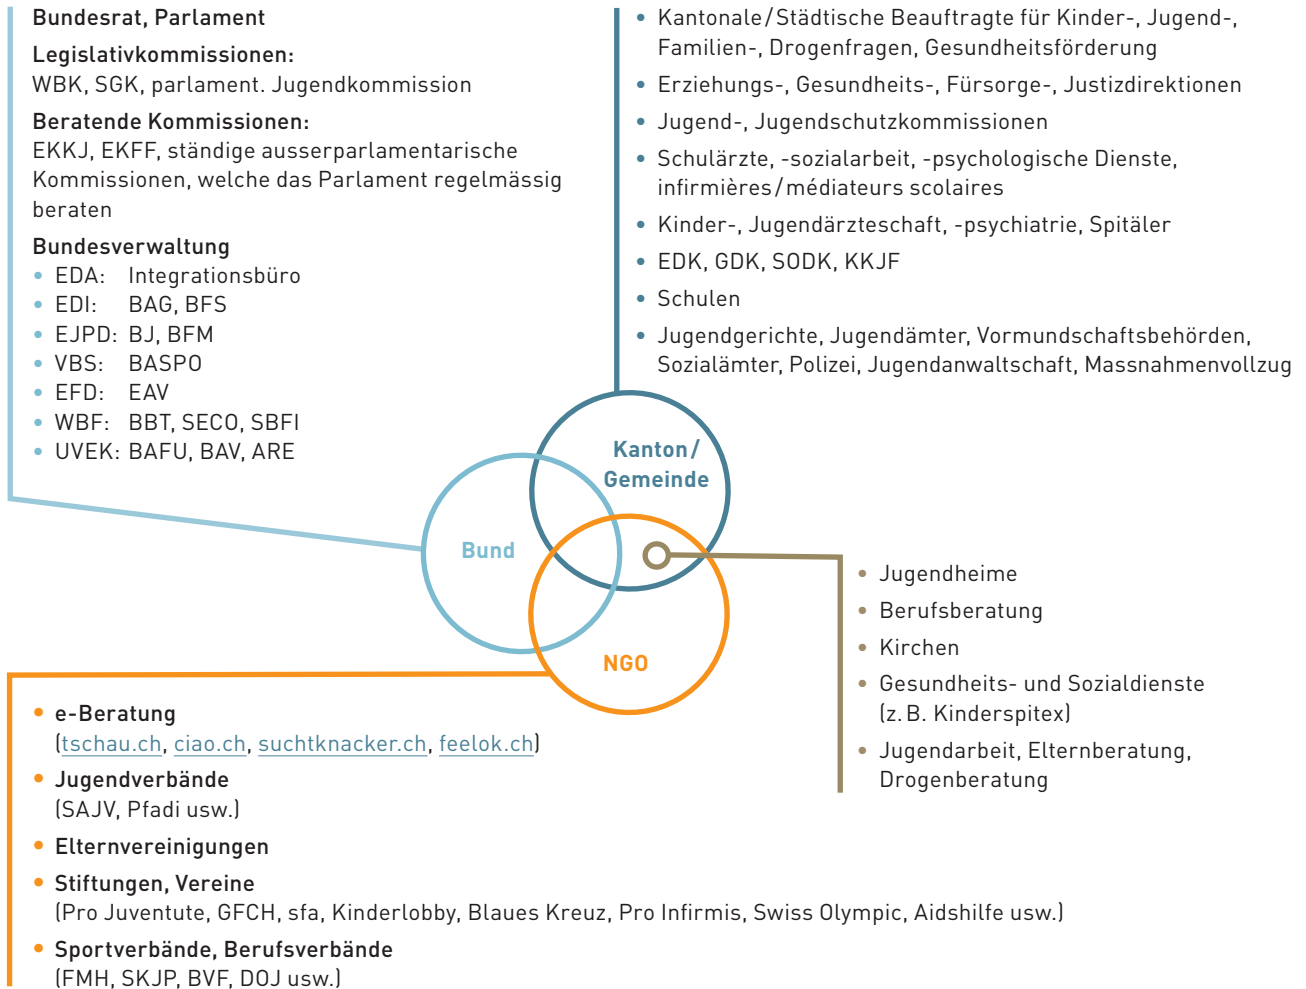 Bundesrat, Parlament
Legislativkommissionen:
WBK, SGK, parlament. Jugendkommission
Beratende Kommissionen:
EKKJ, EKFF, ständige ausserparlamentarische
Kommissionen, welche das Parlament regelmässig
beraten
Bundesverwaltung
• EDA: Integrationsbüro
• EDI: BAG, BFS
• EJPD: BJ, BFM
• VBS: BASPO
• EFD: EAV
• WBF: BBT, SECO, SBFI
• UVEK: BAFU, BAV, ARE
• Kantonale/Städtische Beauftragte für Kinder-, Jugend-,
Familien-, Drogenfragen, Gesundheitsförderung
• Erziehungs-, Gesundheits-, Fürsorge-, Justizdirektionen
• Jugend-, Jugendschutzkommissionen
• Schulärzte, -sozialarbeit, -psychologische Dienste,
infirmières/médiateurs scolaires
• Kinder-, Jugendärzteschaft, -psychiatrie, Spitäler
• EDK, GDK, SODK, KKJF
• Schulen
• Jugendgerichte, Jugendämter, Vormundschaftsbehörden,
Sozialämter, Polizei, Jugendanwaltschaft, Massnahmenvollzug
Kanton/
Gemeinde
Bund
NGO
• Jugendheime
• Berufsberatung
• Kirchen
• Gesundheits- und Sozialdienste
(z. B. Kinderspitex)
• Jugendarbeit, Elternberatung,
Drogenberatung
• e-Beratung
(tschau.ch, ciao.ch, suchtknacker.ch, feelok.ch)
• Jugendverbände
(SAJV, Pfadi usw.)
• Elternvereinigungen
• Stiftungen, Vereine
(Pro Juventute, GFCH, sfa, Kinderlobby, Blaues Kreuz, Pro Infirmis, Swiss Olympic, Aidshilfe usw.)
• Sportverbände, Berufsverbände
(FMH, SKJP, BVF, DOJ usw.)